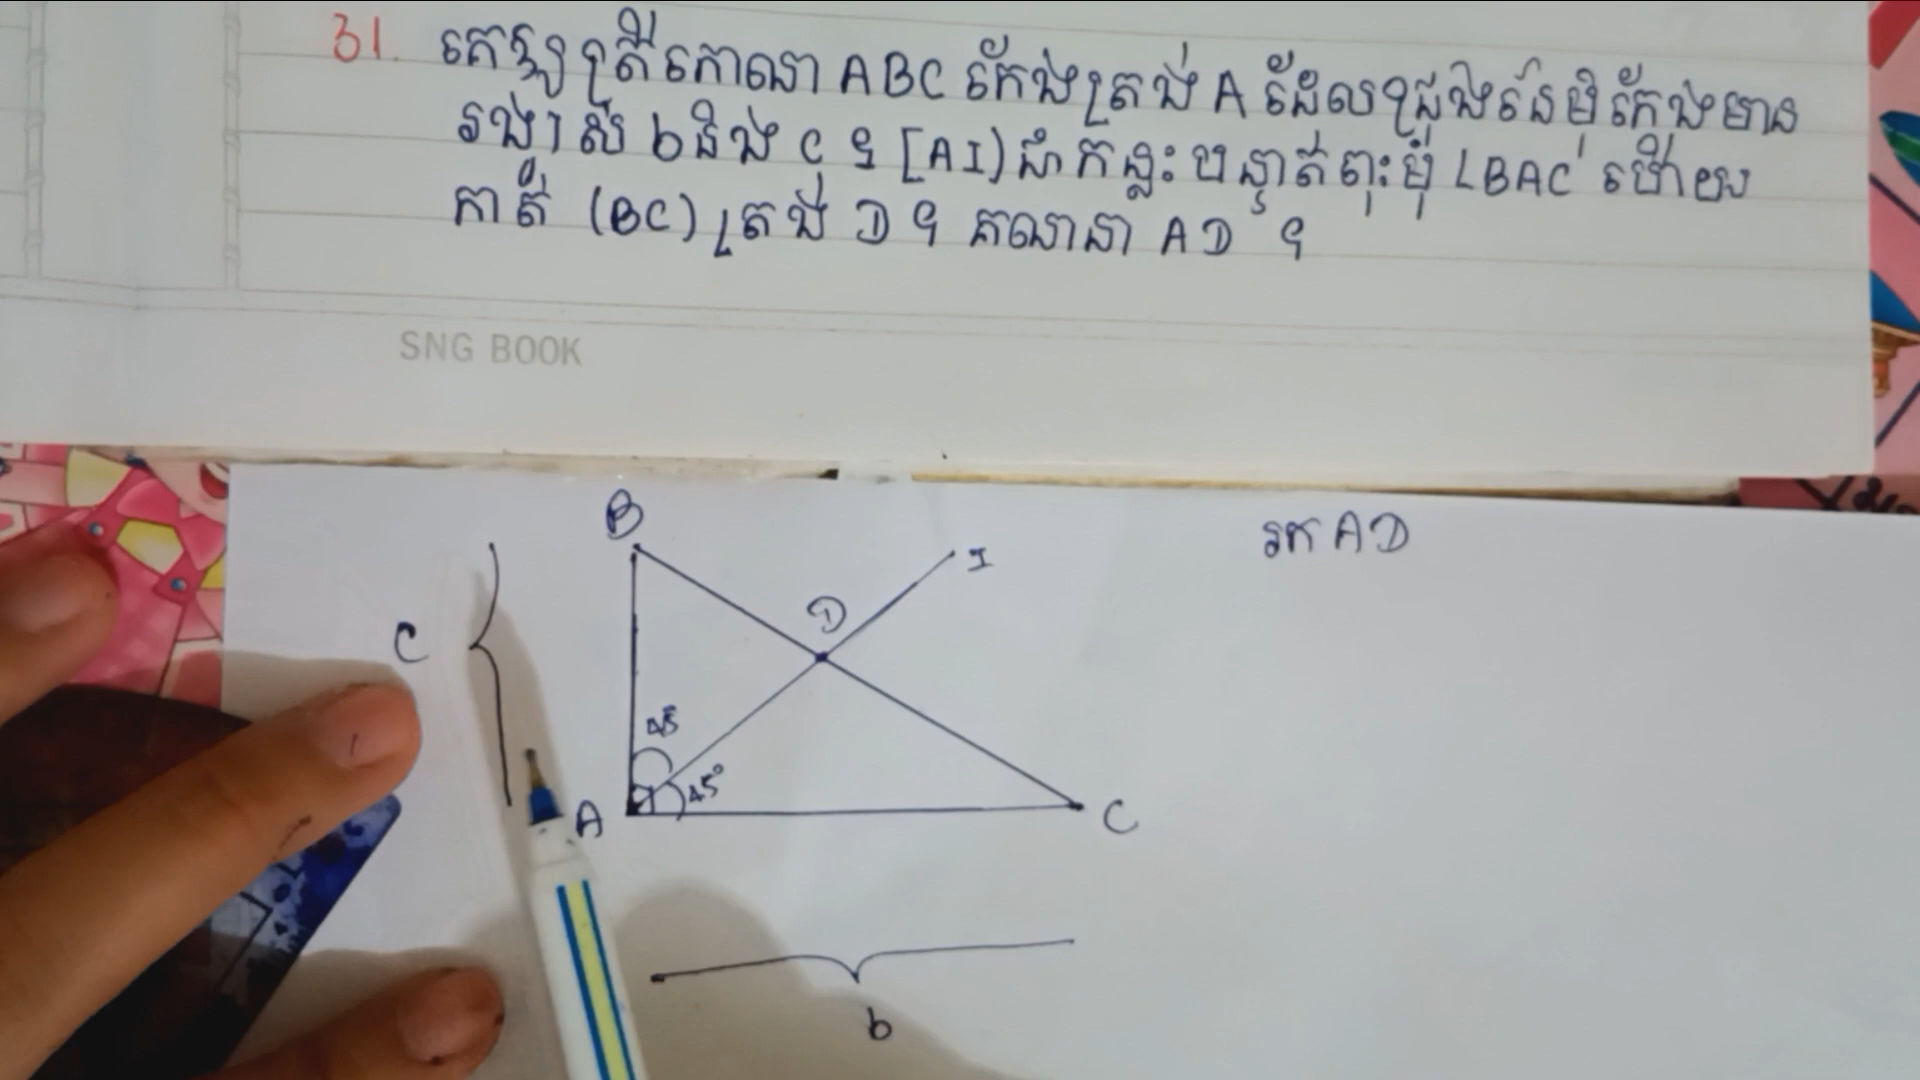 31. គេឱ្យត្រីកោណ ABC កែងត្រង់ A ដែលជ្រុងនៃមុំកែងមាន
រង្វាស់ b និង c ។ [AI) ជាកន្លះបន្ទាត់ពុះមុំ ∠BAC ហើយ
កាត់ (BC) ត្រង់ D ។ គណនា AD ។
SNG BOOK
រក AD
B
I
D
C
45
45°
A
C
b